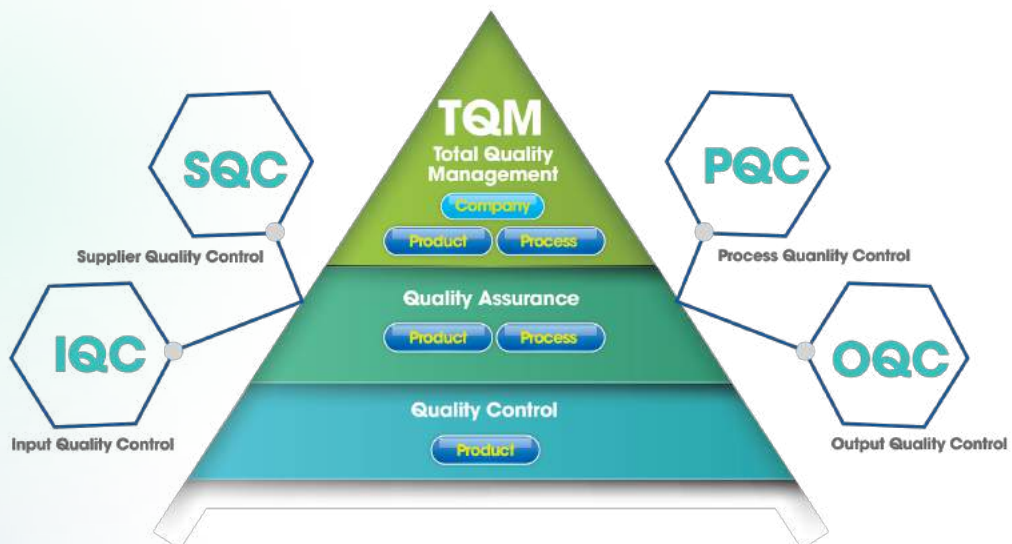 TQM
Total Quality
Management
Company
Product Process
SQC
Supplier Quality Control
IQC
Input Quality Control
PQC
Process Quanlity Control
OQC
Output Quality Control
Quality Assurance
Product Process
Quality Control
Product